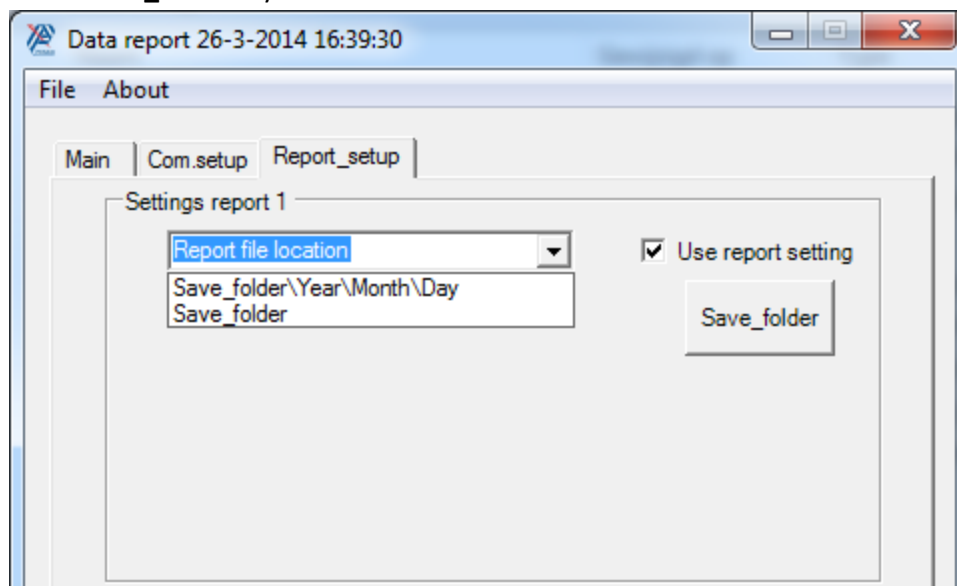 Data report 26-3-2014 16:39:30
File About
Main Com.setup Report_setup
Settings report 1
Report file location
Use report setting
Save_folder\Year\Month\Day
Save_folder
Save_folder